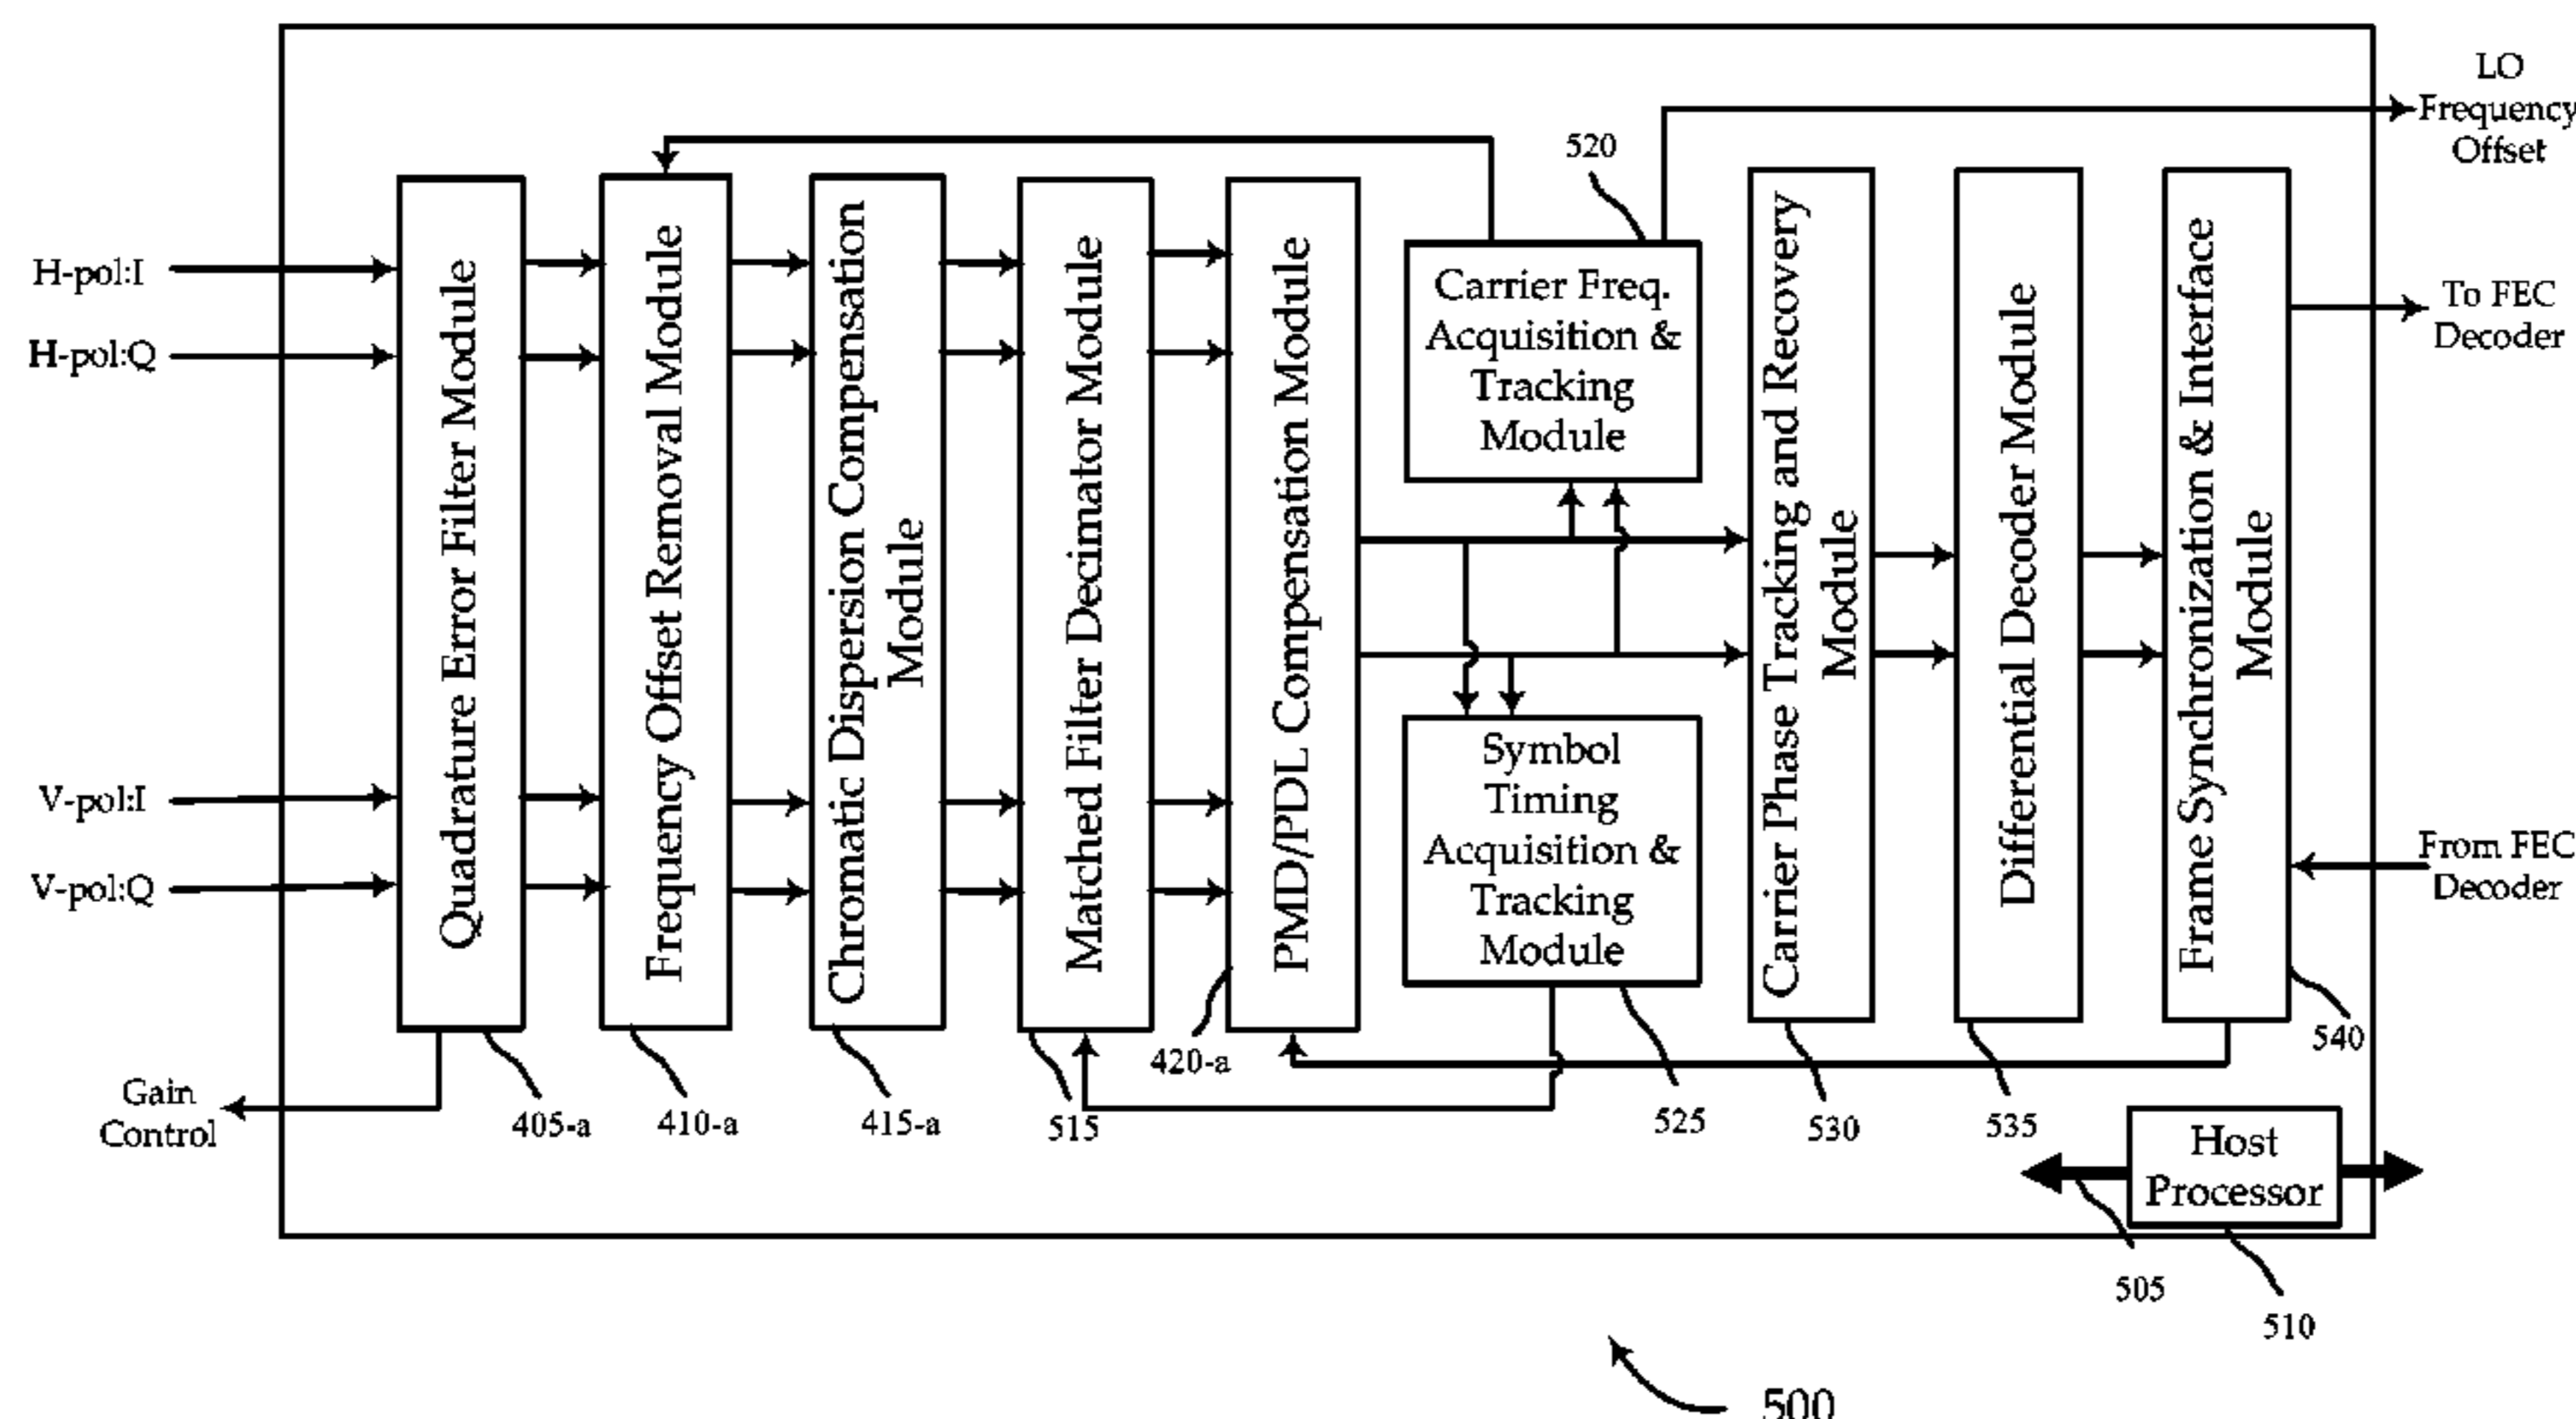 LO
Frequency
Offset
520
H-pol:I
H-pol:Q
V-pol:I
V-pol:Q
Quadrature Error Filter Module
Frequency Offset Removal Module
Chromatic Dispersion Compensation
Module
Matched Filter Decimator Module
PMD/PDL Compensation Module
Carrier Freq.
Acquisition &
Tracking
Module
Symbol
Timing
Acquisition &
Tracking
Module
Carrier Phase Tracking and Recovery
Module
Differential Decoder Module
Frame Synchronization & Interface
Module
To FEC
Decoder
From FEC
Decoder
Gain
Control
405-a
410-a
415-a
515
420-a
525
530
535
540
Host
Processor
505
510
500